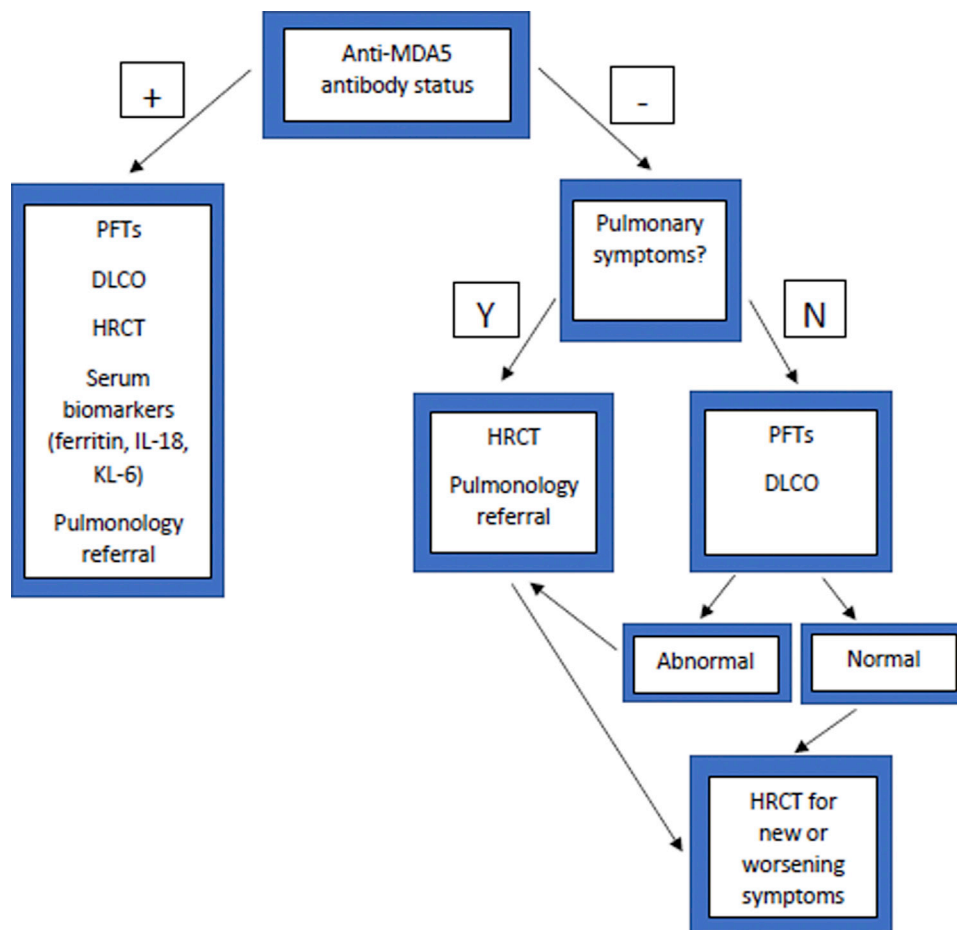 Anti-MDA5
antibody status
+
-
PFTs
DLCO
HRCT
Serum
biomarkers
(ferritin, IL-18,
KL-6)
Pulmonology
referral
Pulmonary
symptoms?
Y
N
HRCT
Pulmonology
referral
PFTs
DLCO
Abnormal
Normal
HRCT for
new or
worsening
symptoms